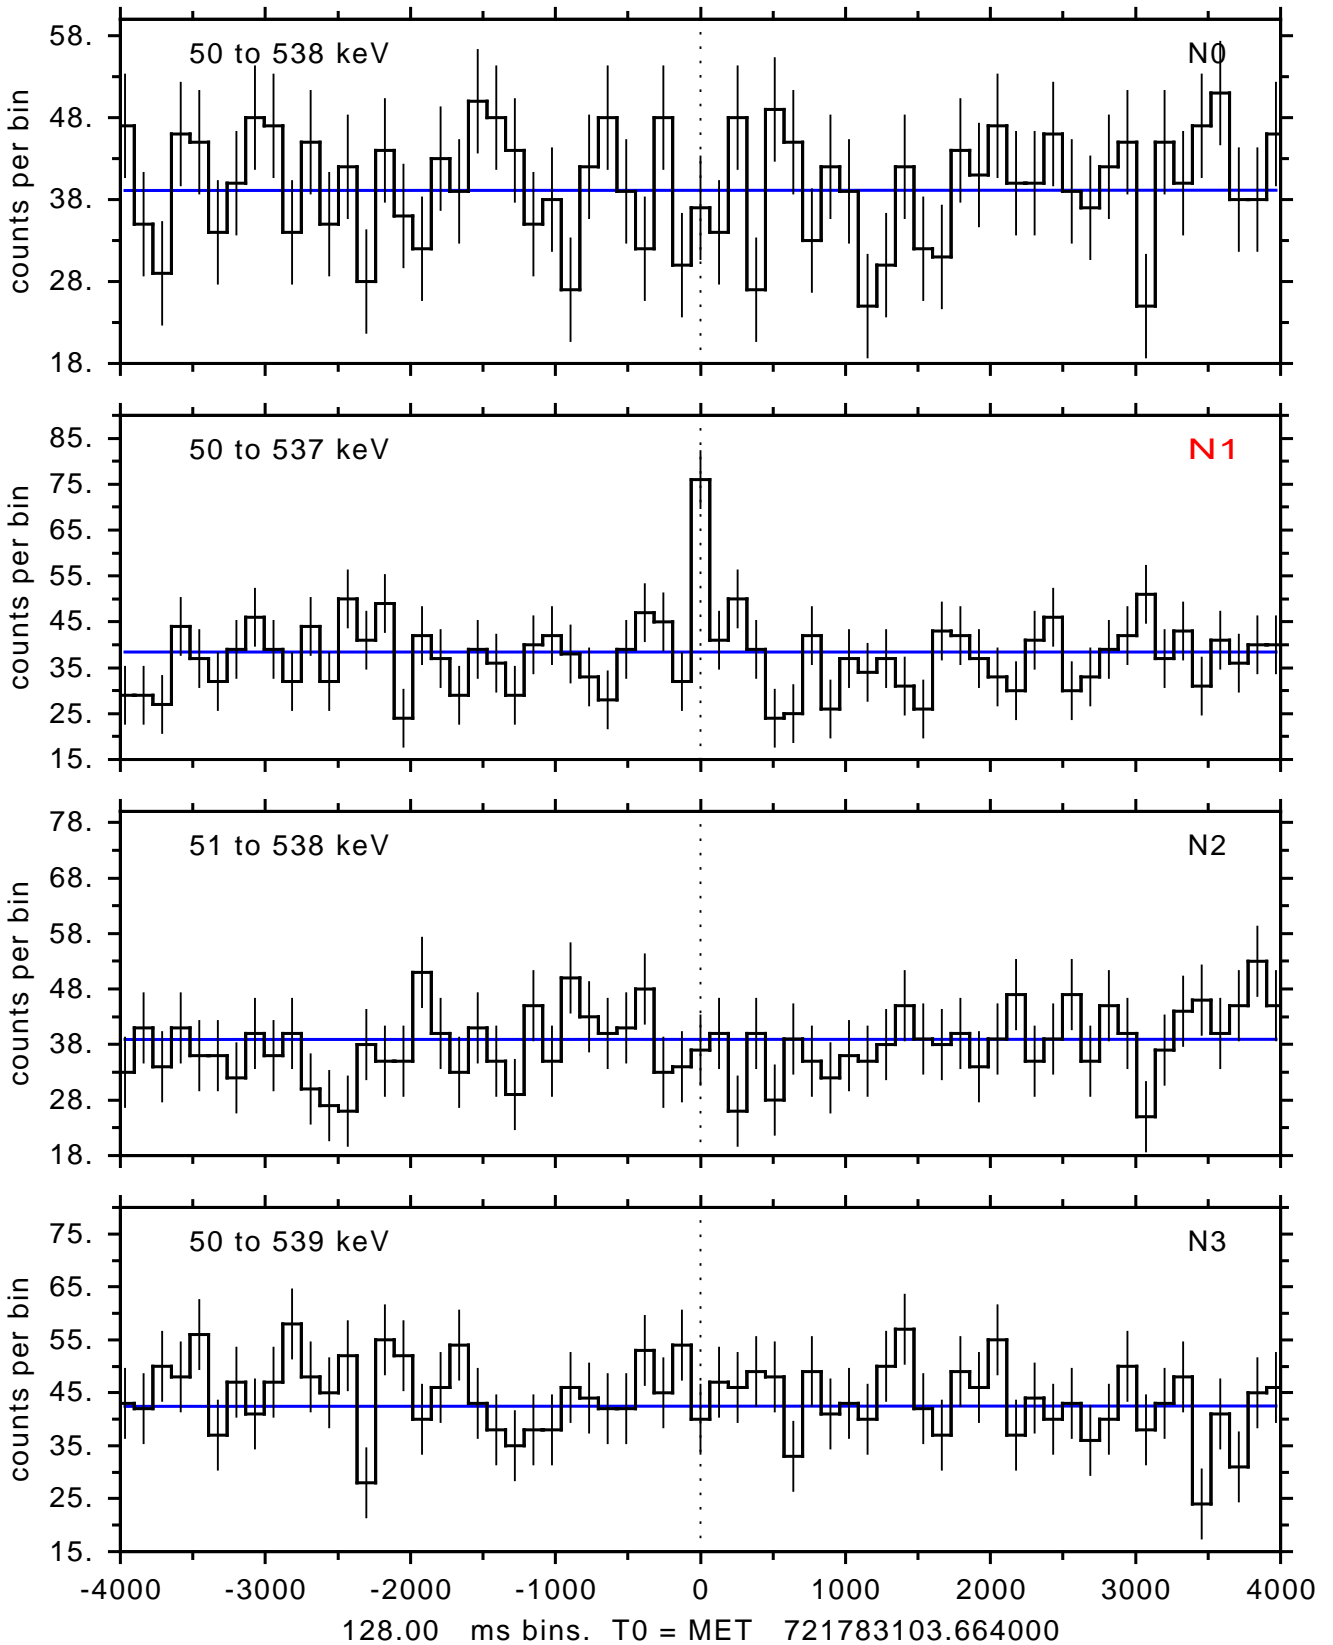 50 to 538 keV N0
58.
48.
38.
28.
18.
counts per bin
50 to 537 keV N1
85.
75.
65.
55.
45.
35.
25.
15.
counts per bin
51 to 538 keV N2
78.
68.
58.
48.
38.
28.
18.
counts per bin
50 to 539 keV N3
75.
65.
55.
45.
35.
25.
15.
counts per bin
-4000 -3000 -2000 -1000 0 1000 2000 3000 4000
128.00 ms bins. T0 = MET 721783103.664000